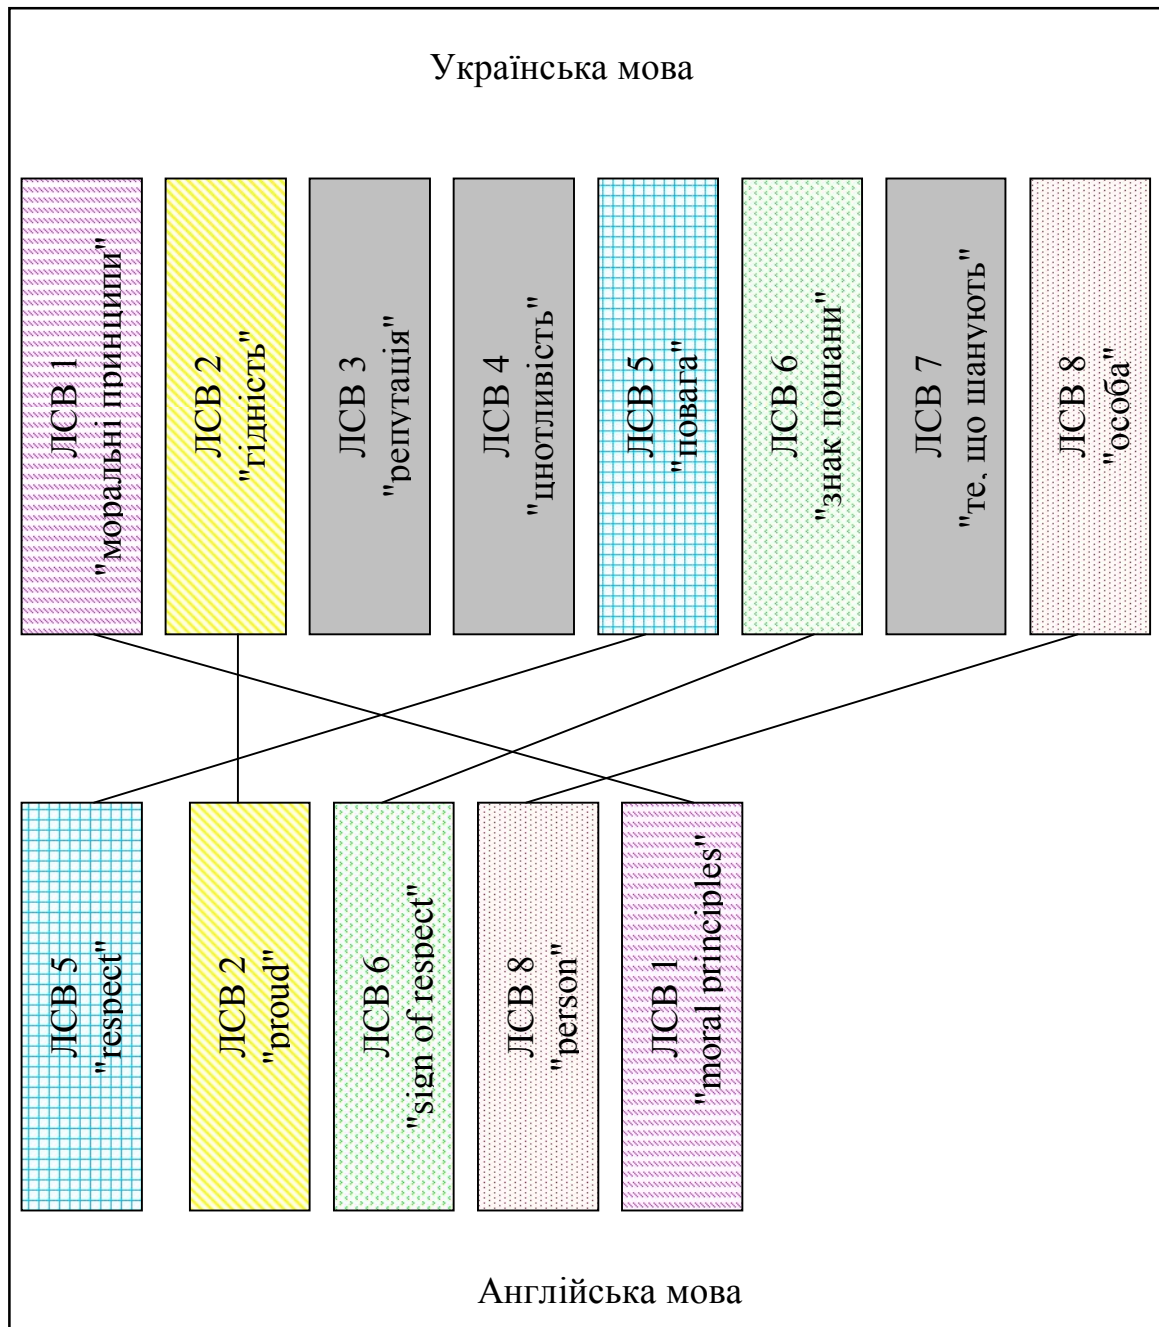 Українська мова
ЛСВ 1
"моральні принципи"
ЛСВ 2
"гідність"
ЛСВ 3
"репутація"
ЛСВ 4
"цнотливість"
ЛСВ 5
"повага"
ЛСВ 6
"знак пошани"
ЛСВ 7
"те, що шанують"
ЛСВ 8
"особа"
ЛСВ 5
"respect"
ЛСВ 2
"proud"
ЛСВ 6
"sign of respect"
ЛСВ 8
"person"
ЛСВ 1
"moral principles"
Англійська мова